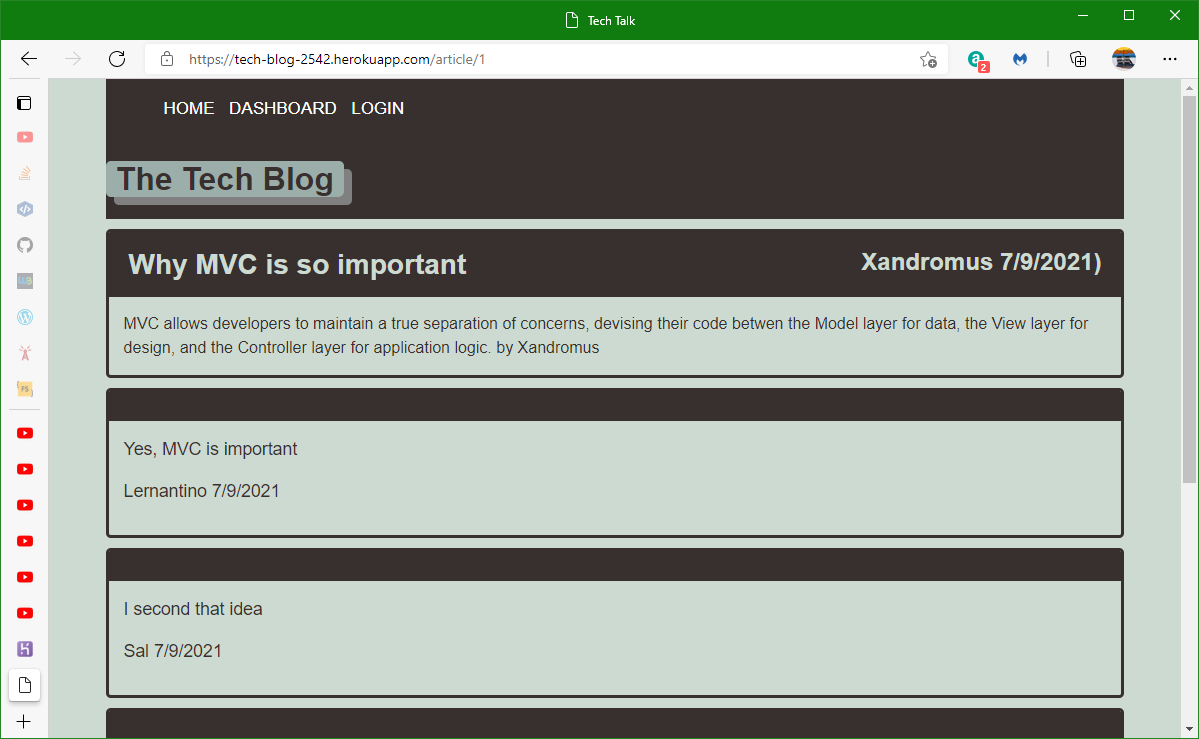 Tech Talk
https://tech-blog-2542.herokuapp.com/article/1
2
HOME DASHBOARD LOGIN
The Tech Blog
Why MVC is so important
Xandromus 7/9/2021)
MVC allows developers to maintain a true separation of concerns, devising their code betwen the Model layer for data, the View layer for
design, and the Controller layer for application logic. by Xandromus
Yes, MVC is important
Lernantino 7/9/2021
I second that idea
Sal 7/9/2021